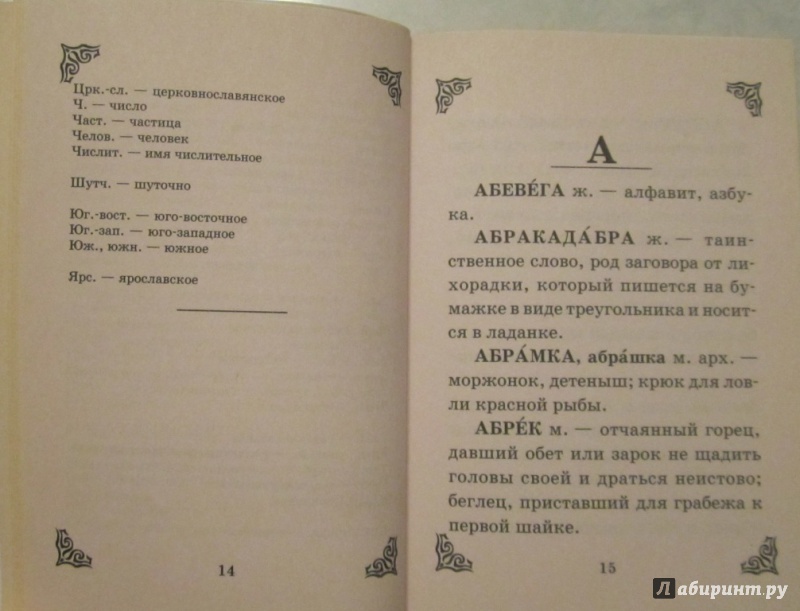 Црк.-сл. — церковнославянское
Ч. — число
Част. — частица
Челов. — человек
Числит. — имя числительное
Шутч. — шуточно
Юг.-вост. — юго-восточное
Юг.-зап. — юго-западное
Юж., южн. — южное
Ярс. — ярославское
14
А
АБЕВЕ́ГА ж. — алфавит, азбу-
ка.
АБРАКАДА́БРА ж. — таин-
ственное слово, род заговора от ли-
хорадки, который пишется на бу-
мажке в виде треугольника и носит-
ся в ладанке.
АБРА́МКА, абра́шка м. арх. —
моржонок, детеныш; крюк для лов-
ли красной рыбы.
АБРЕ́К м. — отчаянный горец,
давший обет или зарок не щадить
головы своей и драться неистово;
беглец, приставший для грабежа к
первой шайке.
15
Лабиринт.ру